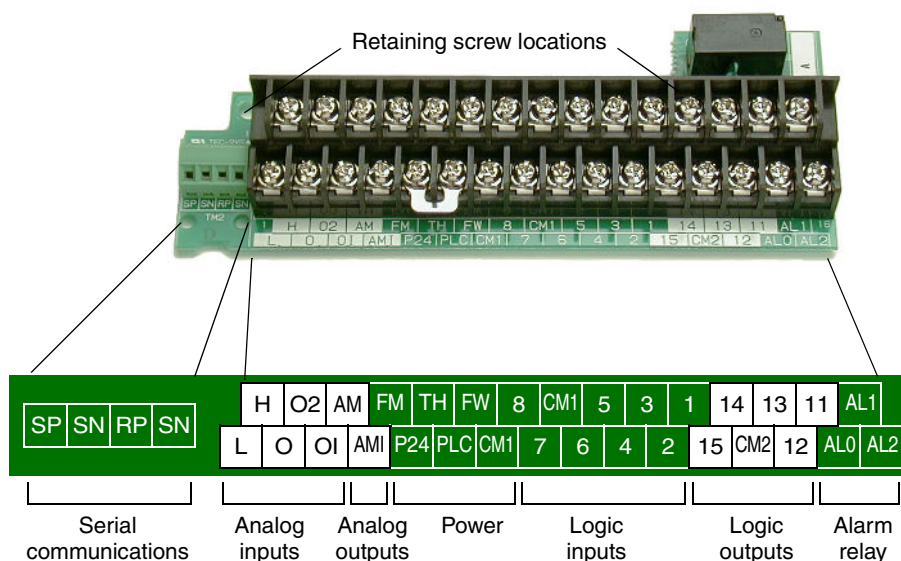 Retaining screw locations
SP SN RP SN
TM2
1 H O2 AM FM TH FW 8 CM1 5 3 1 14 13 11 AL1 16
L O OI AMI P24 PLC CM1 7 6 4 2 15 CM2 12 AL0 AL2
H O2 AM FM TH FW 8 CM1 5 3 1 14 13 11 AL1
SP SN RP SN
L O OI AMI P24 PLC CM1 7 6 4 2 15 CM2 12 AL0 AL2
Serial communications
Analog inputs
Analog outputs
Power
Logic inputs
Logic outputs
Alarm relay